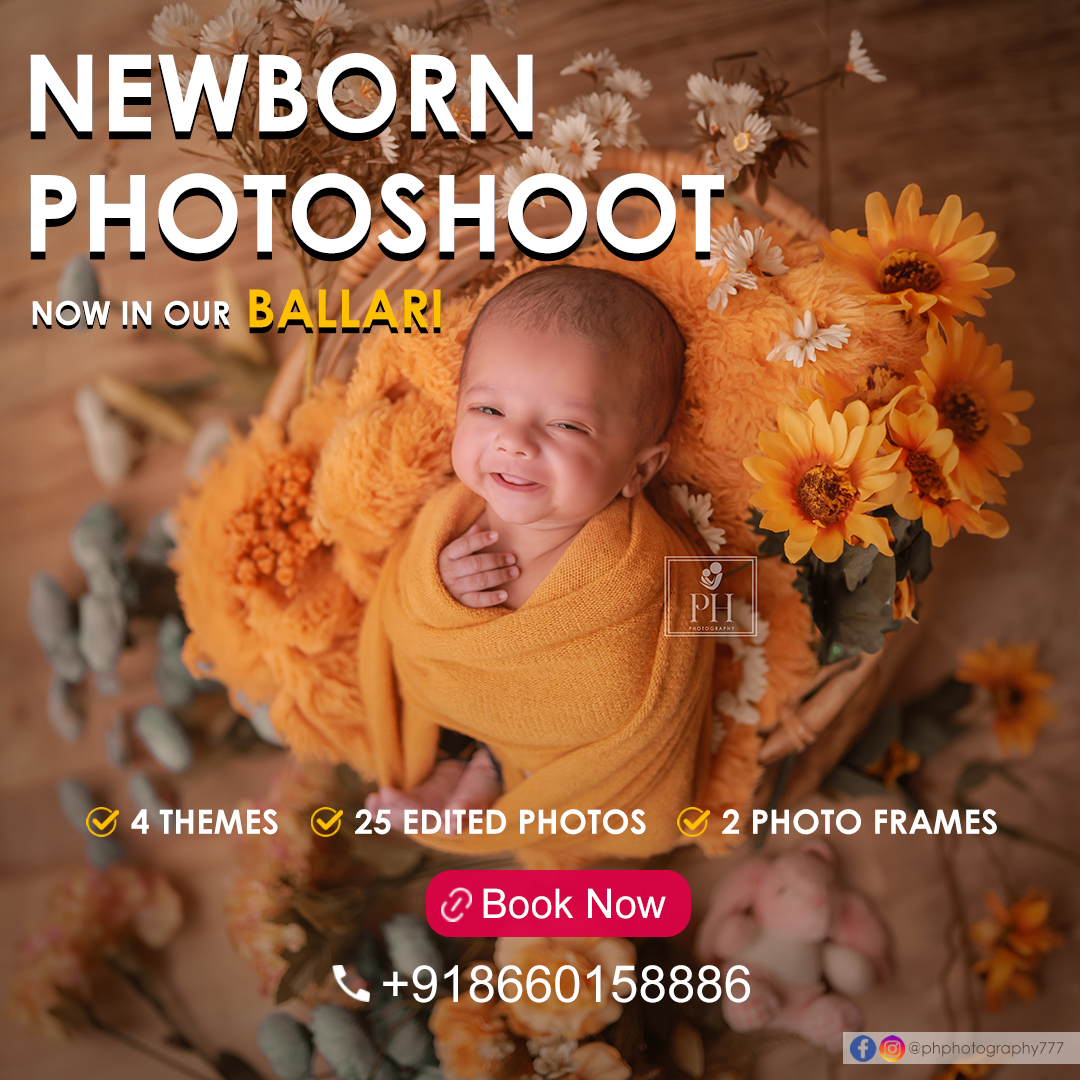 NEWBORN
PHOTOSHOOT
NOW IN OUR BALLARI
PH
PHOTOGRAPHY
4 THEMES 25 EDITED PHOTOS 2 PHOTO FRAMES
Book Now
+918660158886
@phphotography777